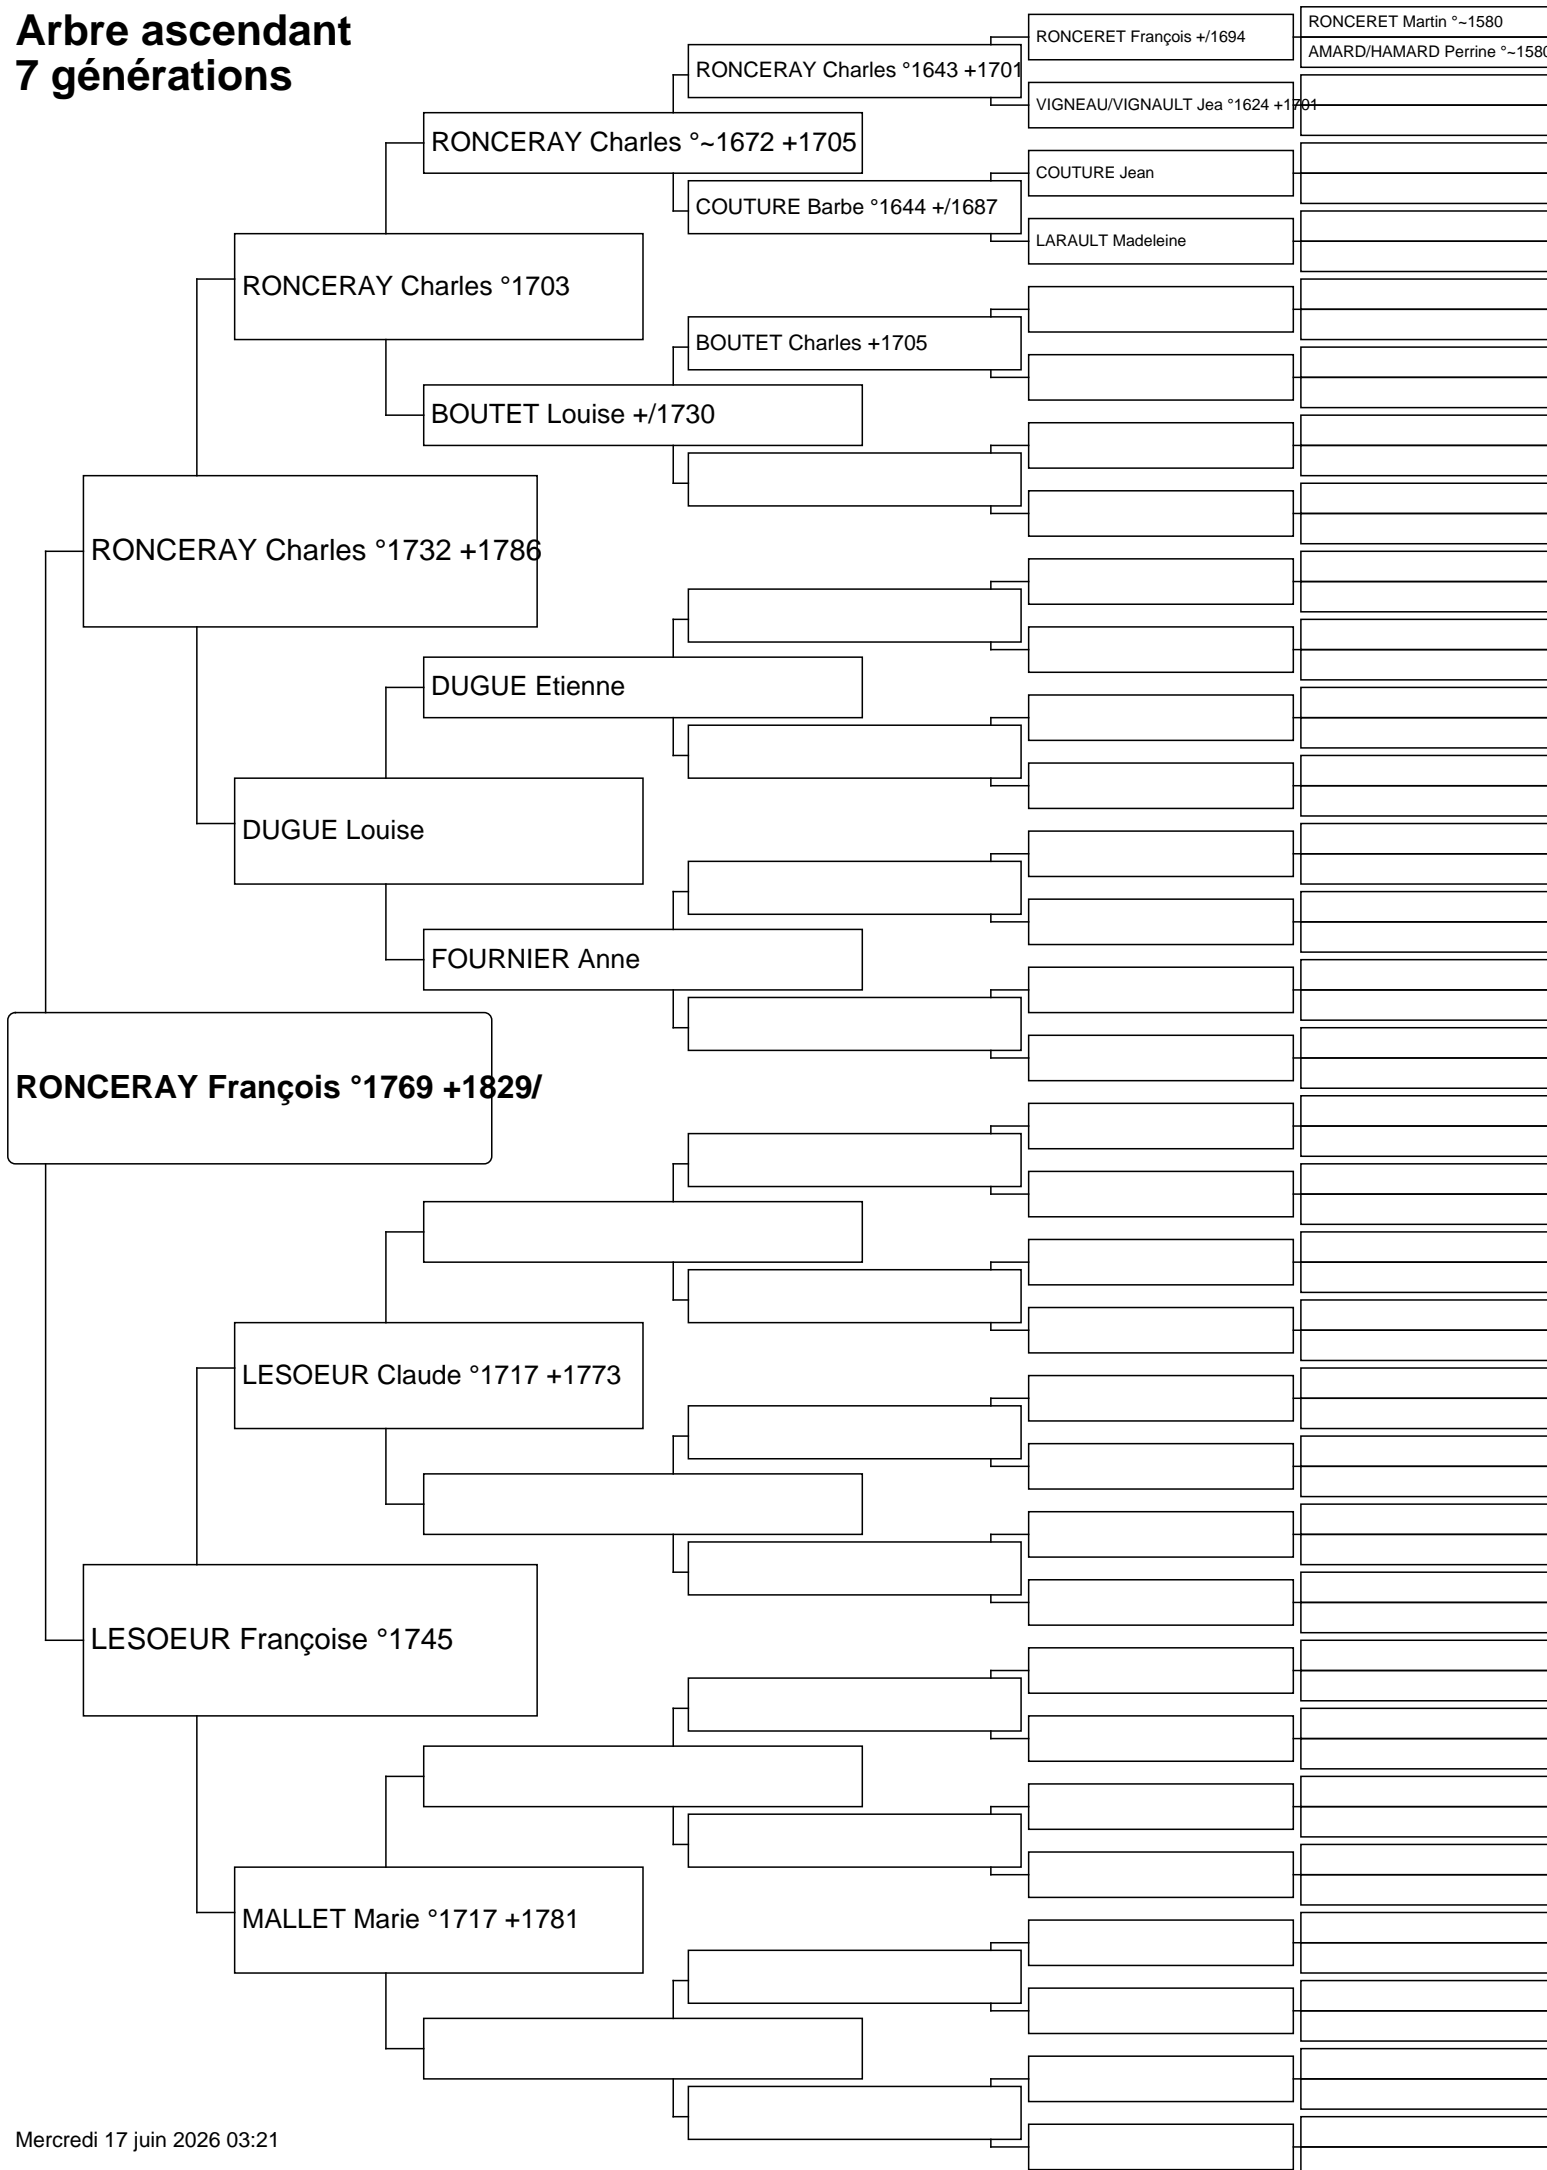 Arbre ascendant
7 générations
RONCERET Martin °~1580
RONCERET François +/1694
AMARD/HAMARD Perrine °~1580
RONCERAY Charles °1643 +1701
VIGNEAU/VIGNAULT Jea °1624 +1701
RONCERAY Charles °~1672 +1705
COUTURE Jean
COUTURE Barbe °1644 +/1687
LARAULT Madeleine
RONCERAY Charles °1703
BOUTET Charles +1705
BOUTET Louise +/1730
RONCERAY Charles °1732 +1786
DUGUE Etienne
DUGUE Louise
FOURNIER Anne
RONCERAY François °1769 +1829/
LESOEUR Claude °1717 +1773
LESOEUR Françoise °1745
MALLET Marie °1717 +1781
Mercredi 17 juin 2026 03:21